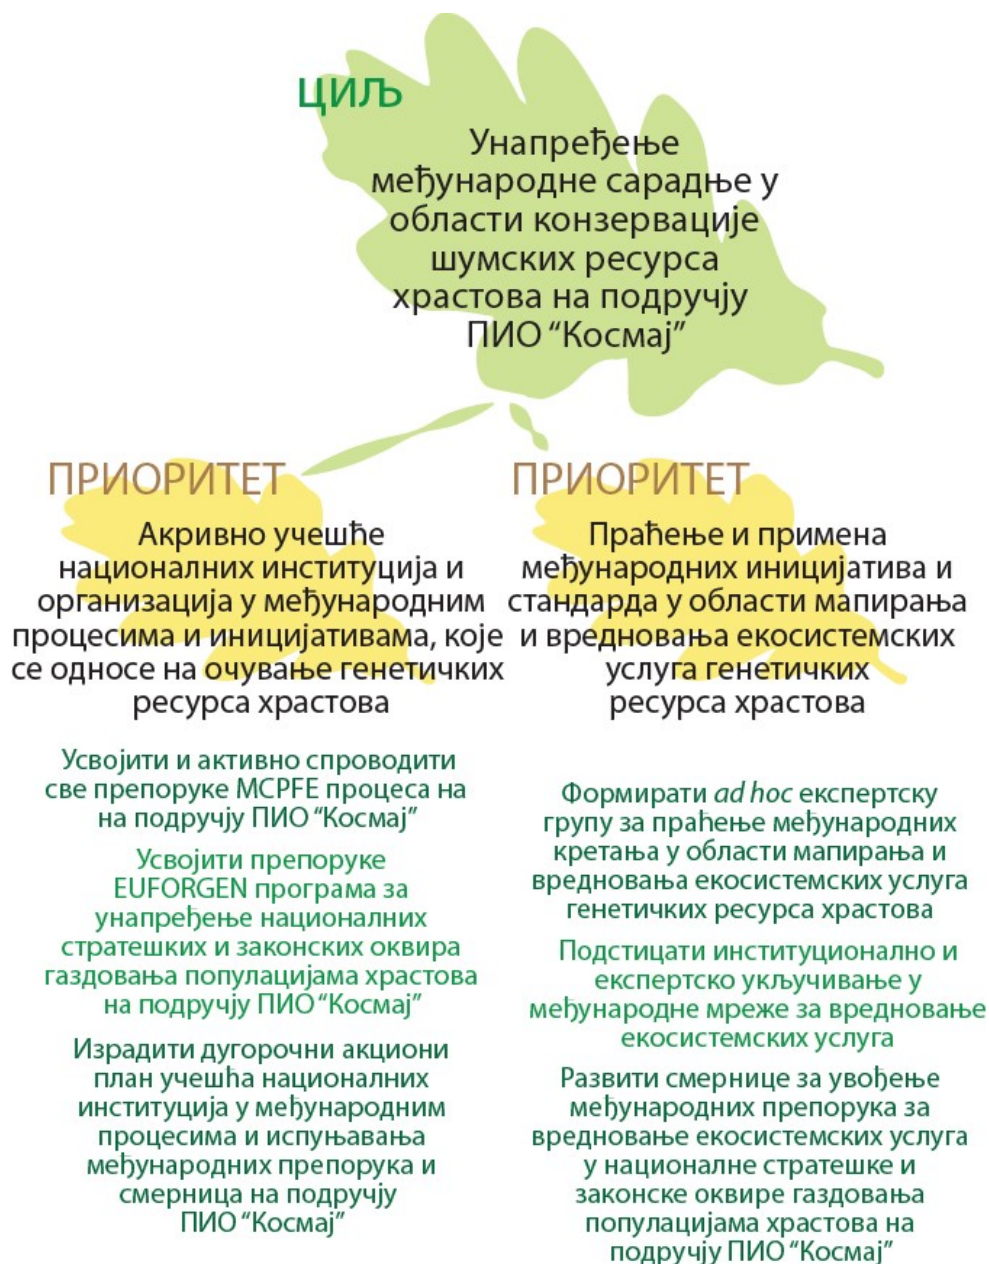 ЦИЉ
Унапређење
међународне сарадње у
области конзервације
шумских ресурса
храстова на подручју
ПИО “Космај”
ПРИОРИТЕТ
Акривно учешће
националних институција и
организација у међународним
процесима и иницијативама, које
се односе на очување генетичких
ресурса храстова
Усвојити и активно спроводити
све препоруке MCPFE процеса на
на подручју ПИО “Космај”
Усвојити препоруке
EUFORGEN програма за
унапређење националних
стратешких и законских оквира
газдовања популацијама храстова
на подручју ПИО “Космај”
Израдити дугорочни акциони
план учешћа националних
институција у међународним
процесима и испуњавања
међународних препорука и
смерница на подручју
ПИО “Космај”
ПРИОРИТЕТ
Праћење и примена
међународних иницијатива и
стандарда у области мапирања
и вредновања екосистемских
услуга генетичких
ресурса храстова
Формирати ad hoc експертску
групу за праћење међународних
кретања у области мапирања и
вредновања екосистемских услуга
генетичких ресурса храстова
Подстицати институционално и
експертско укључивање у
међународне мреже за вредновање
екосистемских услуга
Развити смернице за увођење
међународних препорука за
вредновање екосистемских услуга
у националне стратешке и
законске оквире газдовања
популацијама храстова на
подручју ПИО “Космај”